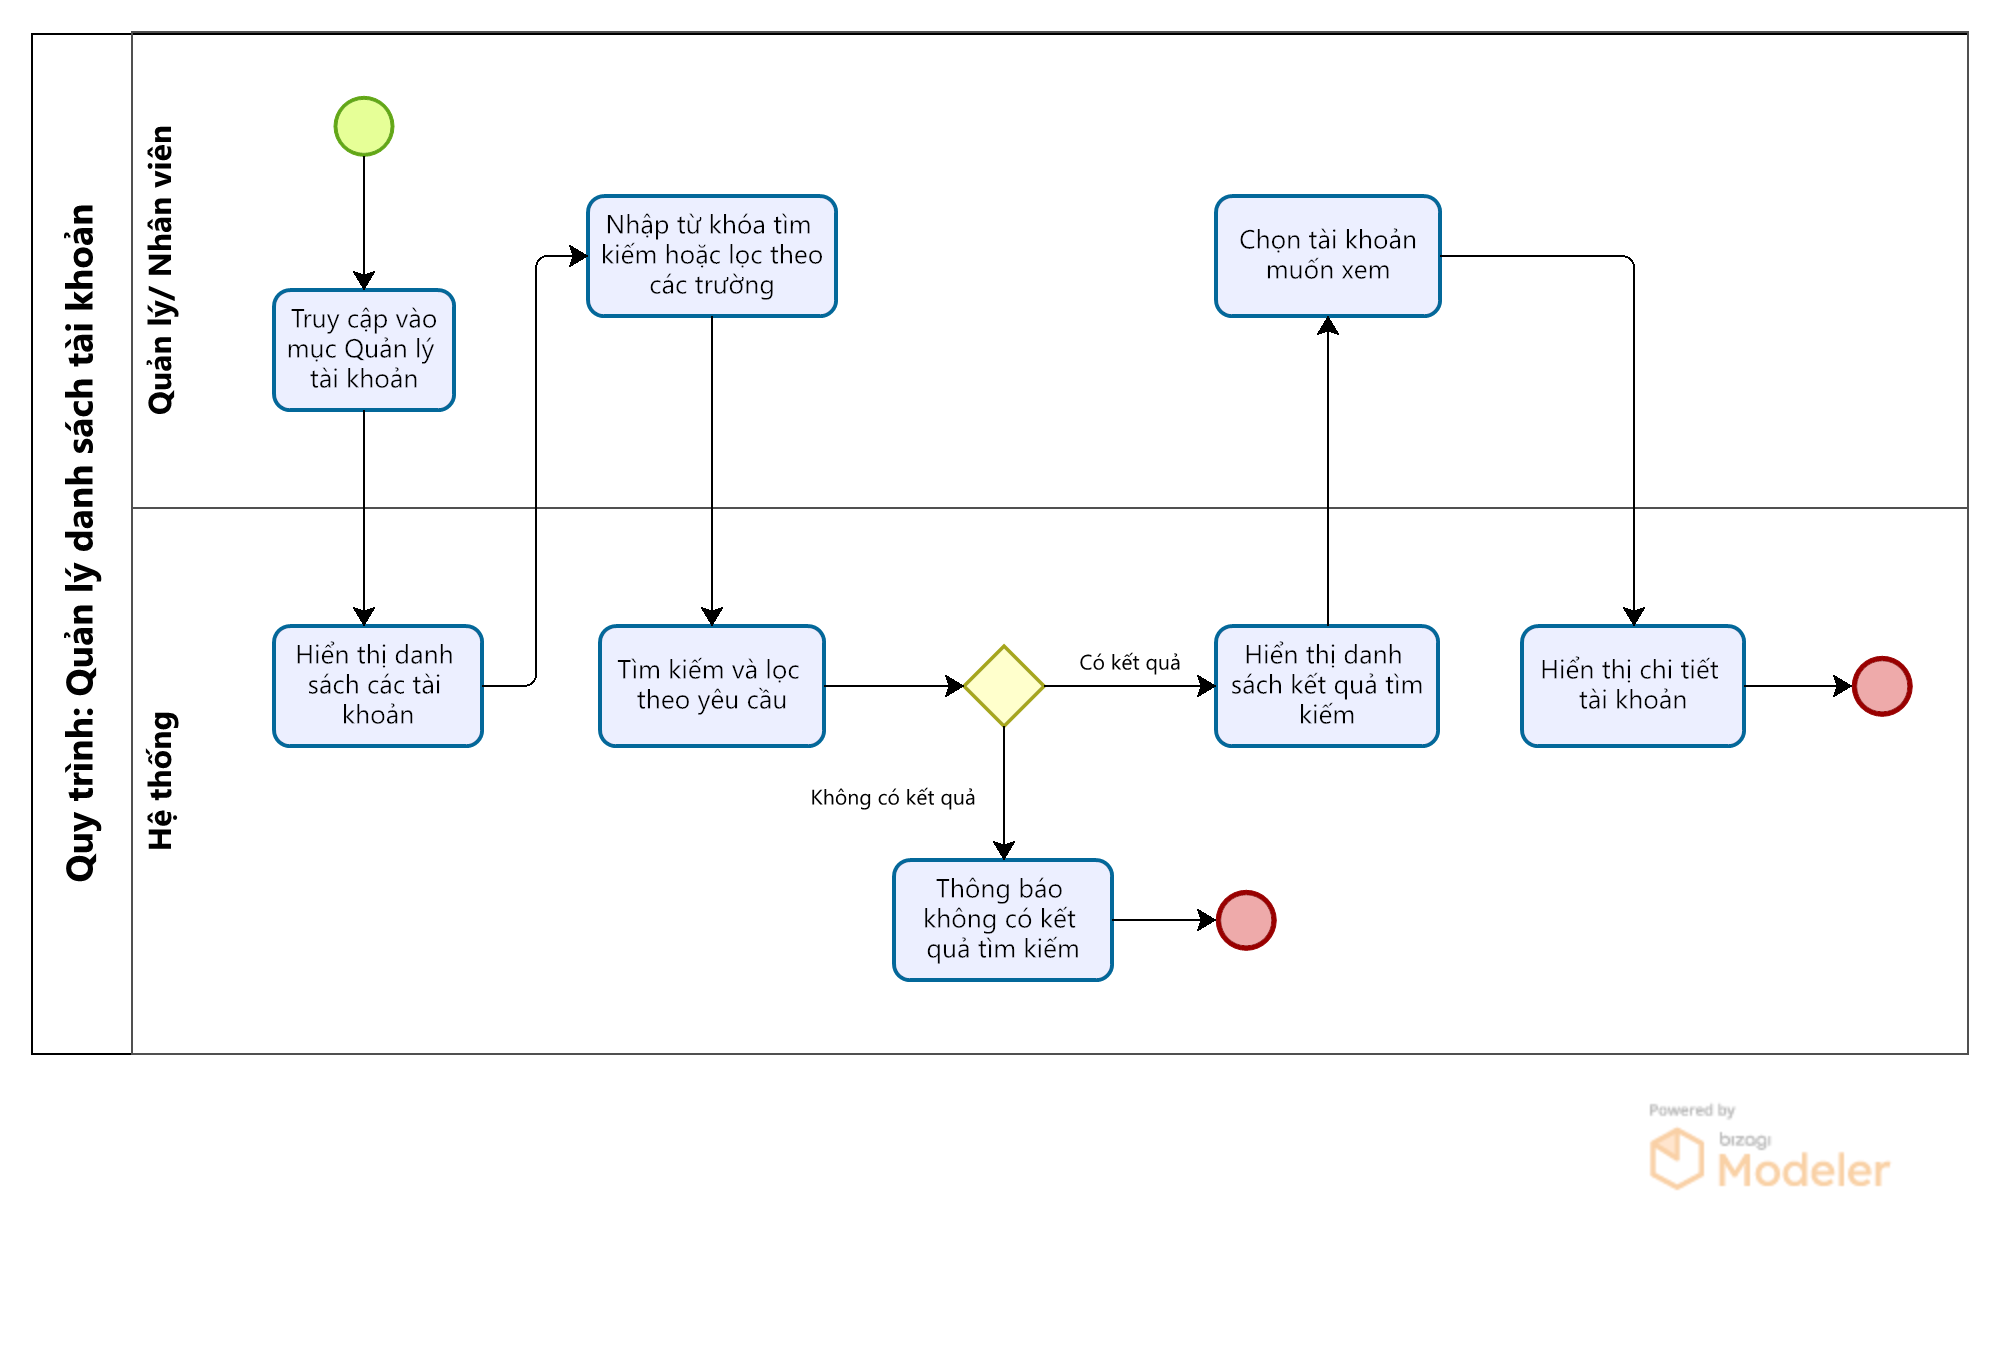 Quy trình: Quản lý danh sách tài khoản
Quản lý/ Nhân viên
Truy cập vào
mục Quản lý
tài khoản
Nhập từ khóa tìm
kiếm hoặc lọc theo
các trường
Chọn tài khoản
muốn xem
Hệ thống
Hiển thị danh
sách các tài
khoản
Tìm kiếm và lọc
theo yêu cầu
Có kết quả
Không có kết quả
Hiển thị danh
sách kết quả tìm
kiếm
Hiển thị chi tiết
tài khoản
Thông báo
không có kết
quả tìm kiếm
Powered by
bizagi
Modeler